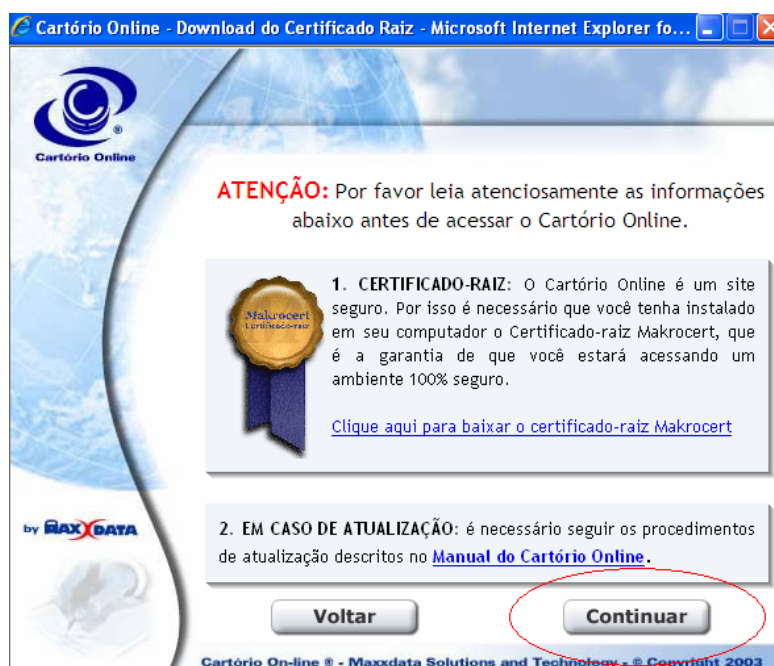 Cartório Online - Download do Certificado Raiz - Microsoft Internet Explorer fo...
Cartório Online
ATENÇÃO: Por favor leia atenciosamente as informações
abaixo antes de acessar o Cartório Online.
Makrocert
Certificado-raiz
1. CERTIFICADO-RAIZ: O Cartório Online é um site
seguro. Por isso é necessário que você tenha instalado
em seu computador o Certificado-raiz Makrocert, que
é a garantia de que você estará acessando um
ambiente 100% seguro.
Clique aqui para baixar o certificado-raiz Makrocert
by MAXXDATA
2. EM CASO DE ATUALIZAÇÃO: é necessário seguir os procedimentos
de atualização descritos no Manual do Cartório Online.
Voltar
Continuar
Cartório On-line ® - Maxxdata Solutions and Technology - © Copyright 2003